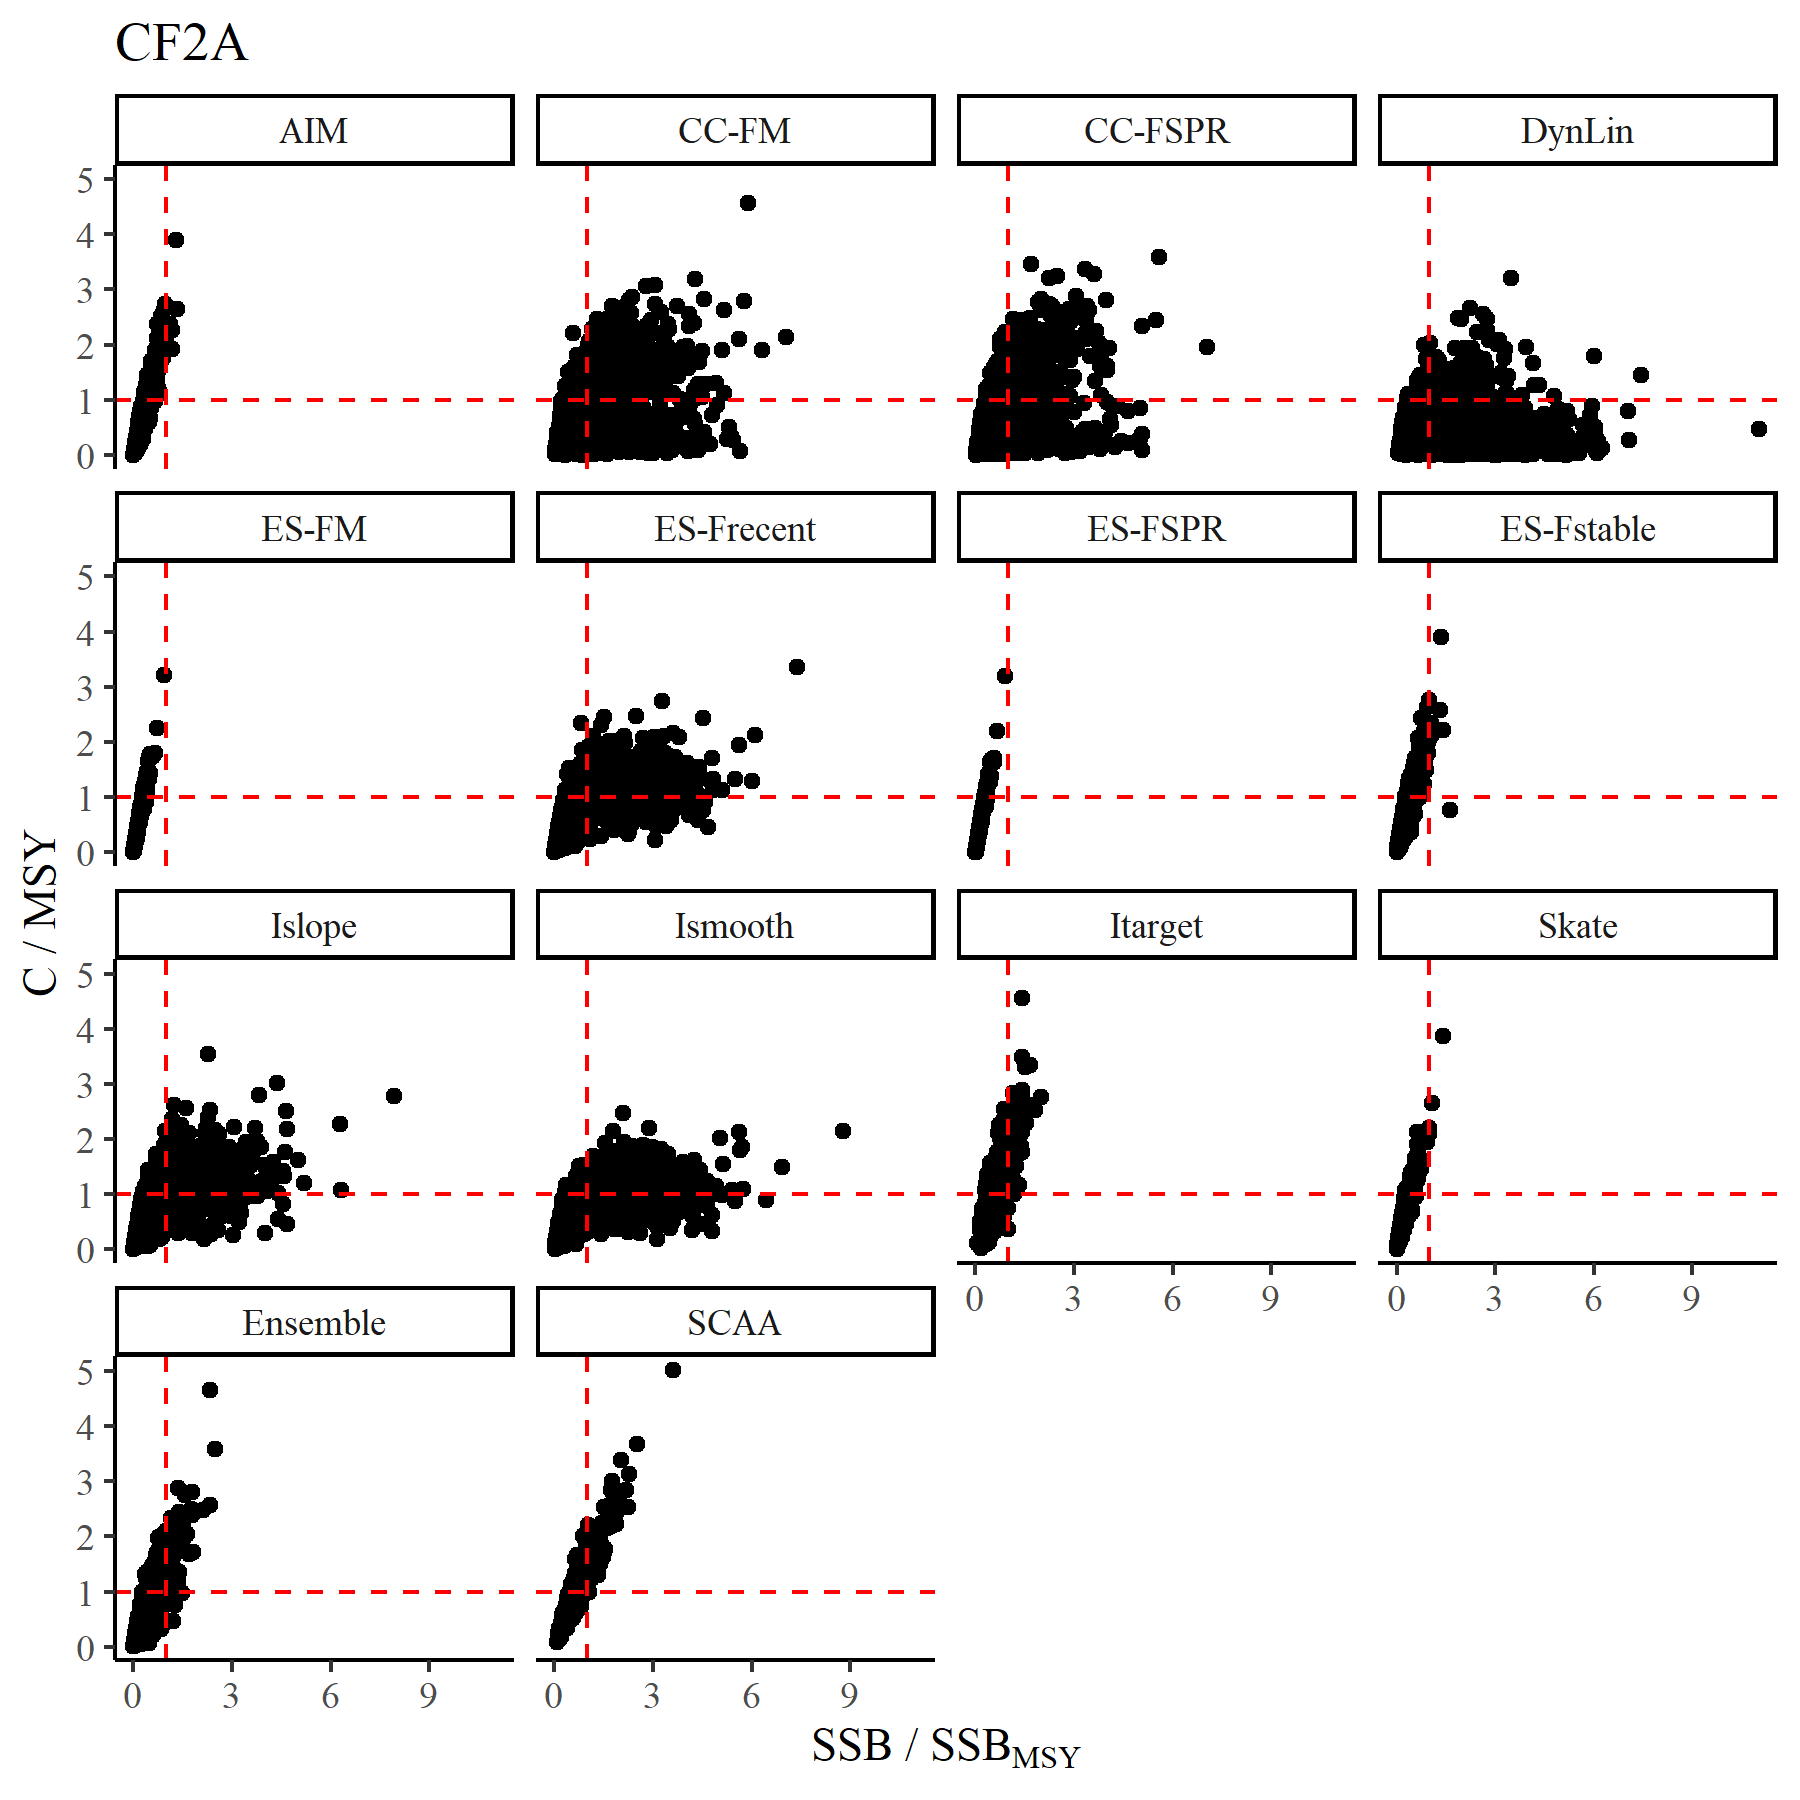 CF2A
AIM CC-FM CC-FSPR DynLin
5
4
3
2
1
0
ES-FM ES-Frecent ES-FSPR ES-Fstable
5
4
3
2
1
0
C / MSY
Islope Ismooth Itarget Skate
5
4
3
2
1
0
0 3 6 9 0 3 6 9
Ensemble SCAA
5
4
3
2
1
0
0 3 6 9 0 3 6 9
SSB / SSBMSY